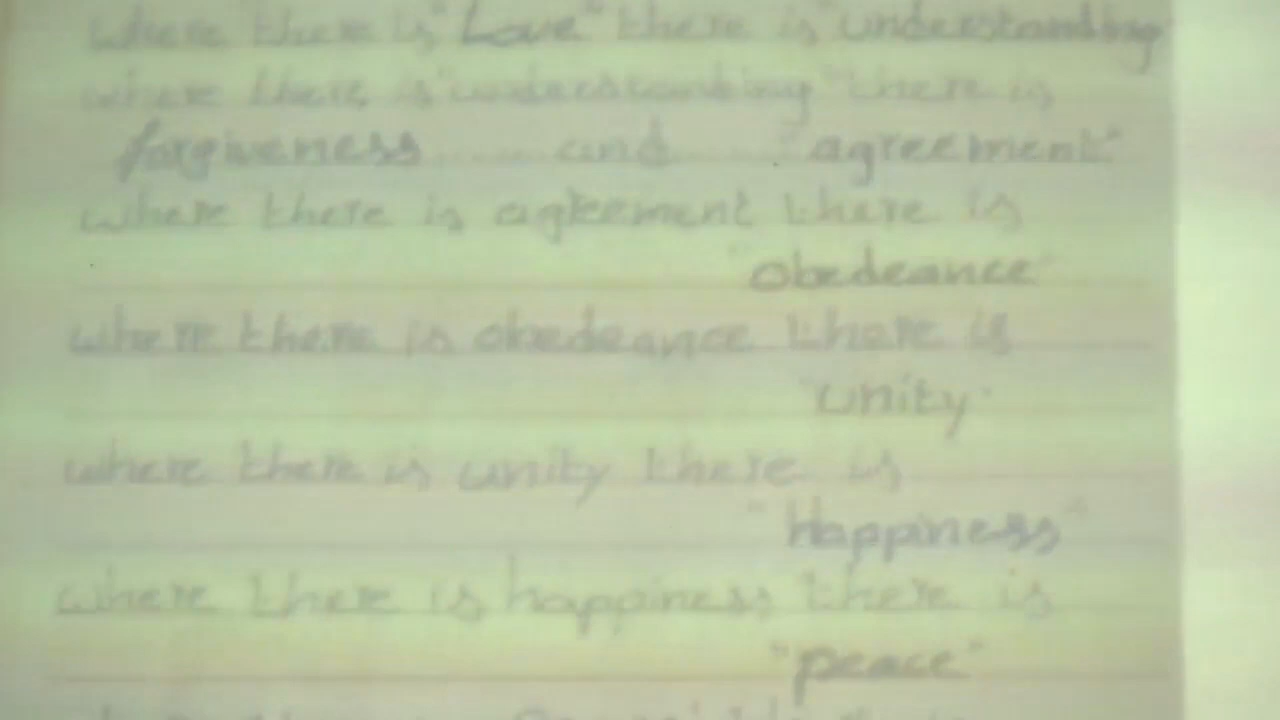 where there is "Love" there is "understanding
where there is "understanding" there is
forgiveness and "agreement"
where there is agreement there is
"Obedeance"
where there is obedeance there is
"unity"
where there is unity there is
"Happiness"
where there is happiness there is
"peace"